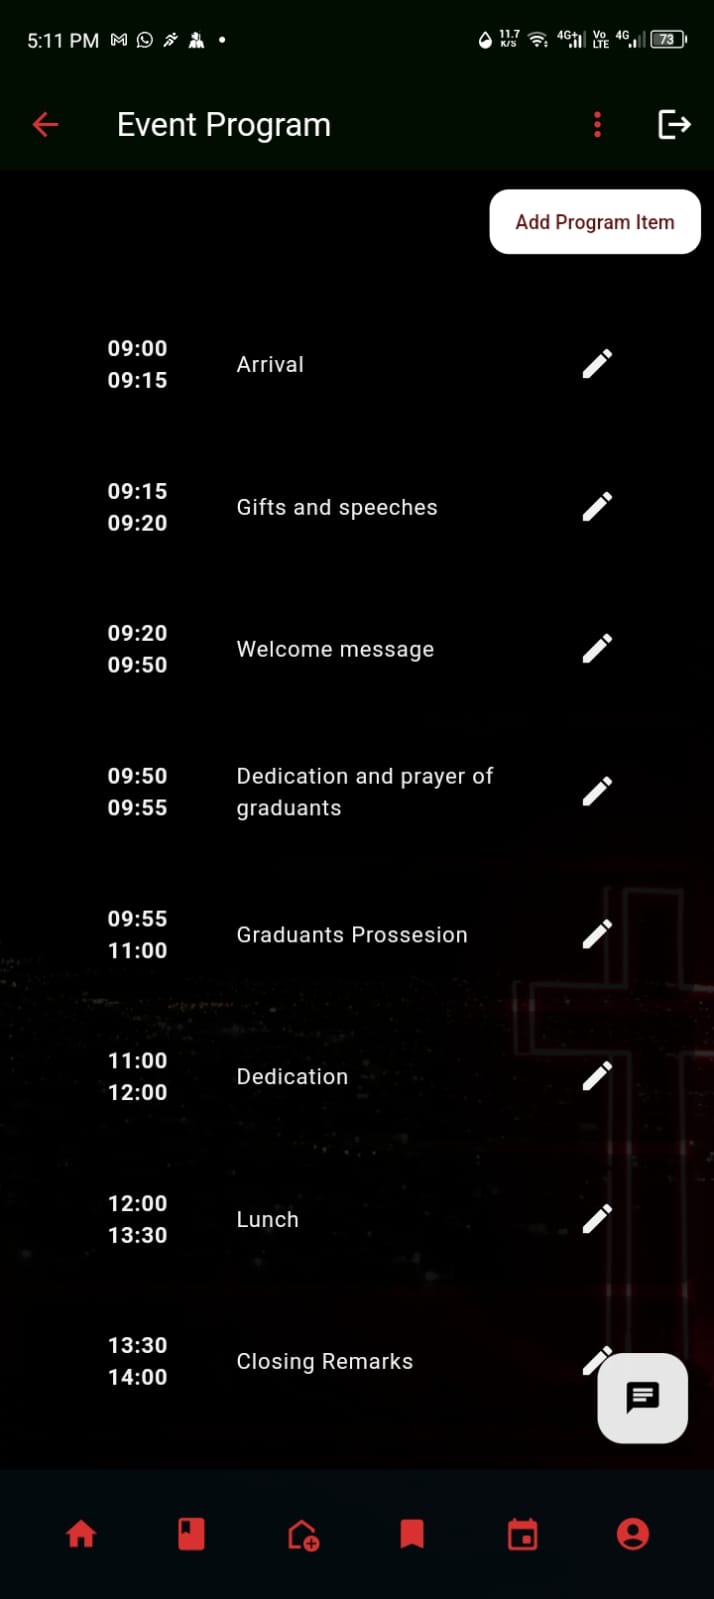 5:11 PM
11.7
K/S
4G+
Vo
LTE
4G
73
Event Program
Add Program Item
09:00
09:15
Arrival
09:15
09:20
Gifts and speeches
09:20
09:50
Welcome message
09:50
09:55
Dedication and prayer of
graduants
09:55
11:00
Graduants Prossesion
11:00
12:00
Dedication
12:00
13:30
Lunch
13:30
14:00
Closing Remarks